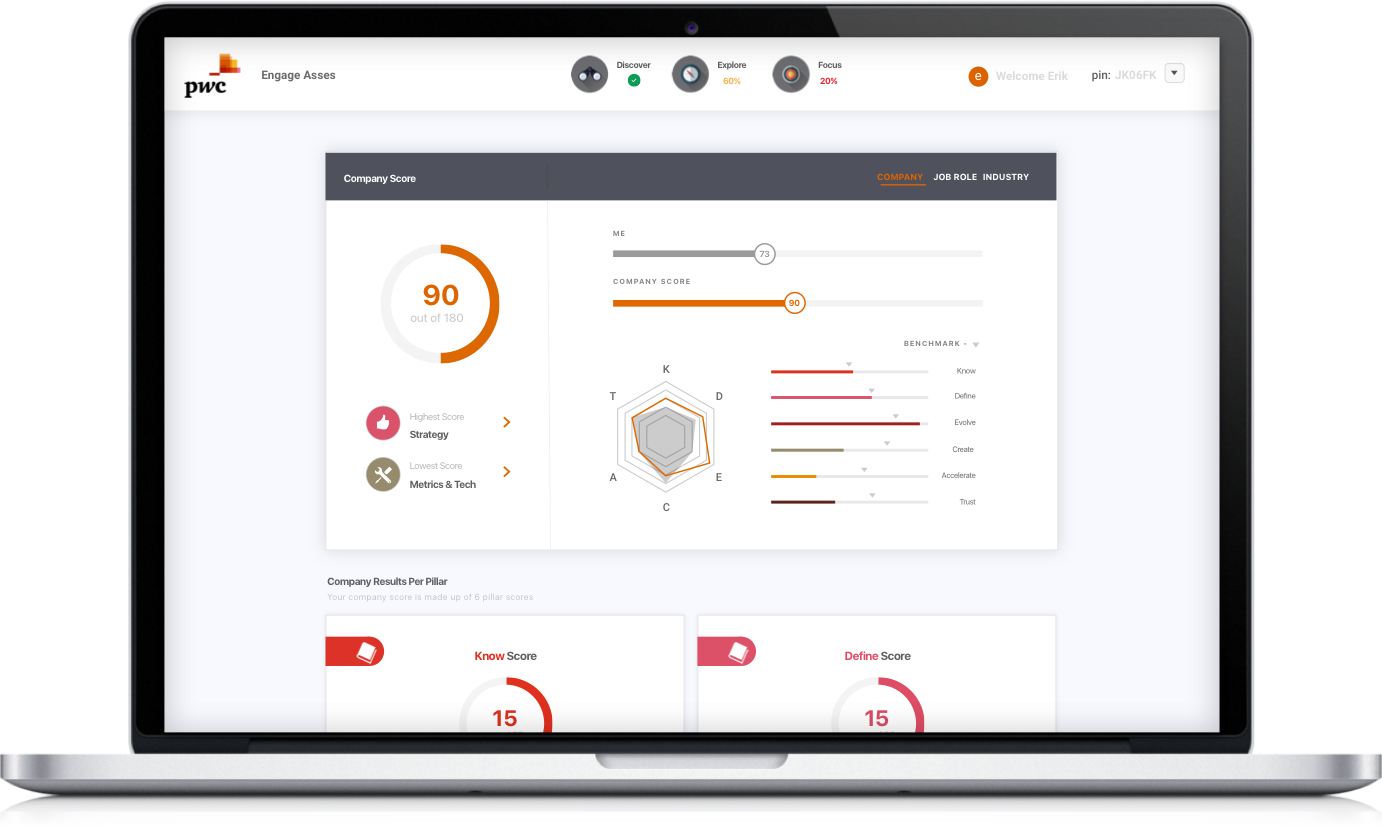 pwc
Engage Asses
Discover
Explore
60%
Focus
20%
e
Welcome Erik
pin: JK06FK
Company Score
COMPANY JOB ROLE INDUSTRY
90
out of 180
Highest Score
Strategy
Lowest Score
Metrics & Tech
ME
73
COMPANY SCORE
90
BENCHMARK -
K
T
D
A
E
C
Know
Define
Evolve
Create
Accelerate
Trust
Company Results Per Pillar
Your company score is made up of 6 pillar scores
Know Score
15
Define Score
15